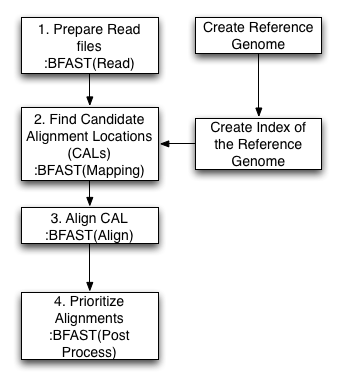 1. Prepare Read
files
:BFAST(Read)
Create Reference
Genome
2. Find Candidate
Alignment Locations
(CALs)
:BFAST(Mapping)
Create Index of
the Reference
Genome
3. Align CAL
:BFAST(Align)
4. Prioritize
Alignments
:BFAST(Post
Process)